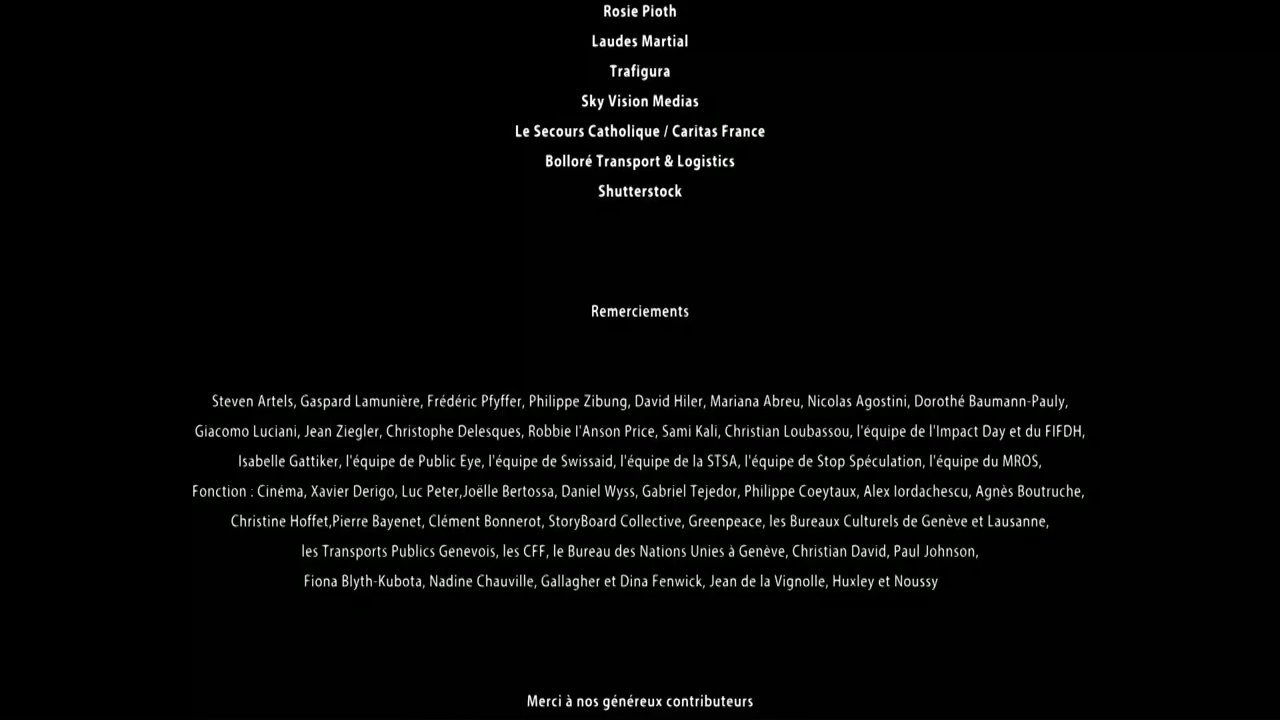 Rosie Pioth
Laudes Martial
Trafigura
Sky Vision Medias
Le Secours Catholique / Caritas France
Bolloré Transport & Logistics
Shutterstock
Remerciements
Steven Artels, Gaspard Lamunière, Frédéric Pfyffer, Philippe Zibung, David Hiler, Mariana Abreu, Nicolas Agostini, Dorothé Baumann-Pauly,
Giacomo Luciani, Jean Ziegler, Christophe Delesques, Robbie I'Anson Price, Sami Kali, Christian Loubassou, l'équipe de l'Impact Day et du FIFDH,
Isabelle Gattiker, l'équipe de Public Eye, l'équipe de Swissaid, l'équipe de la STSA, l'équipe de Stop Spéculation, l'équipe du MROS,
Fonction : Cinéma, Xavier Derigo, Luc Peter,Joëlle Bertossa, Daniel Wyss, Gabriel Tejedor, Philippe Coeytaux, Alex Iordachescu, Agnès Boutruche,
Christine Hoffet,Pierre Bayenet, Clément Bonnerot, StoryBoard Collective, Greenpeace, les Bureaux Culturels de Genève et Lausanne,
les Transports Publics Genevois, les CFF, le Bureau des Nations Unies à Genève, Christian David, Paul Johnson,
Fiona Blyth-Kubota, Nadine Chauville, Gallagher et Dina Fenwick, Jean de la Vignolle, Huxley et Noussy
Merci à nos généreux contributeurs